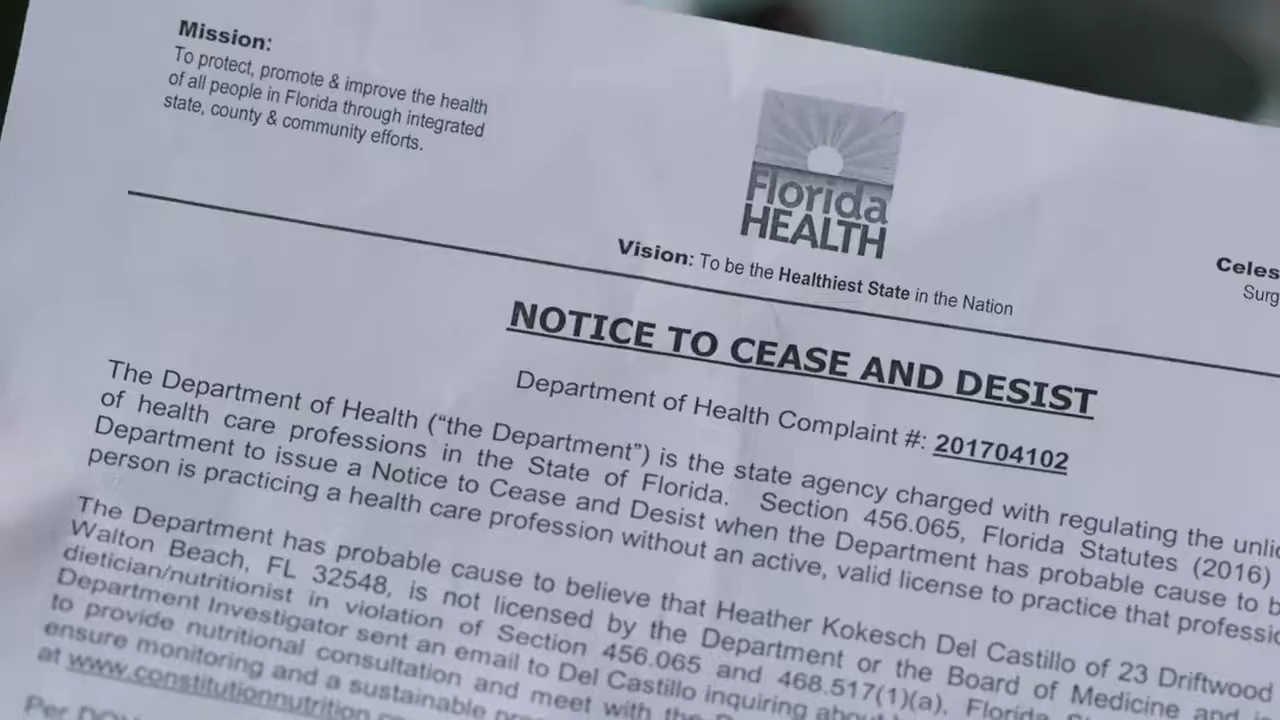 Mission:
To protect, promote & improve the health
of all people in Florida through integrated
state, county & community efforts.
Florida
HEALTH
Vision: To be the Healthiest State in the Nation
Celes
Surg
NOTICE TO CEASE AND DESIST
Department of Health Complaint #: 201704102
The Department of Health (“the Department”) is the state agency charged with regulating the unlic
of health care professions in the State of Florida. Section 456.065, Florida Statutes (2016)
Department to issue a Notice to Cease and Desist when the Department has probable cause to b
person is practicing a health care profession without an active, valid license to practice that professio
The Department has probable cause to believe that Heather Kokesch Del Castillo of 23 Driftwood
Walton Beach, FL 32548, is not licensed by the Department or the Board of Medicine and
dietician/nutritionist in violation of Section 456.065 and 468.517(1)(a), Florida
Department Investigator sent an email to Del Castillo inquiring about
to provide nutritional consultation and meet with the
ensure monitoring and a sustainable
at www.constitutionnutrition
Per DOH